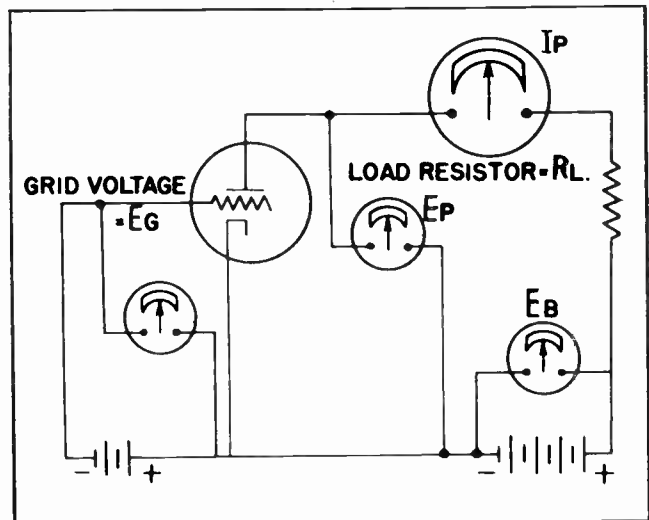 IP
GRID VOLTAGE
= EG
LOAD RESISTOR = RL.
EP
EB
- +
- +